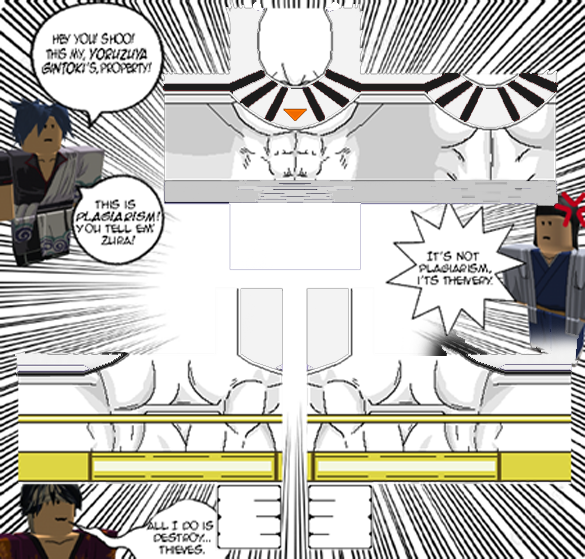 HEY YOU! SHOO!
THIS MY, YORUZUYA
GINTOKI'S, PROPERTY!
THIS IS
PLAGIARISM!
YOU TELL EM'
ZURA!
IT'S NOT
PLAGIARISM,
IT'S THENVERY.
ALL I DO IS
DESTROY...
THIEVES.